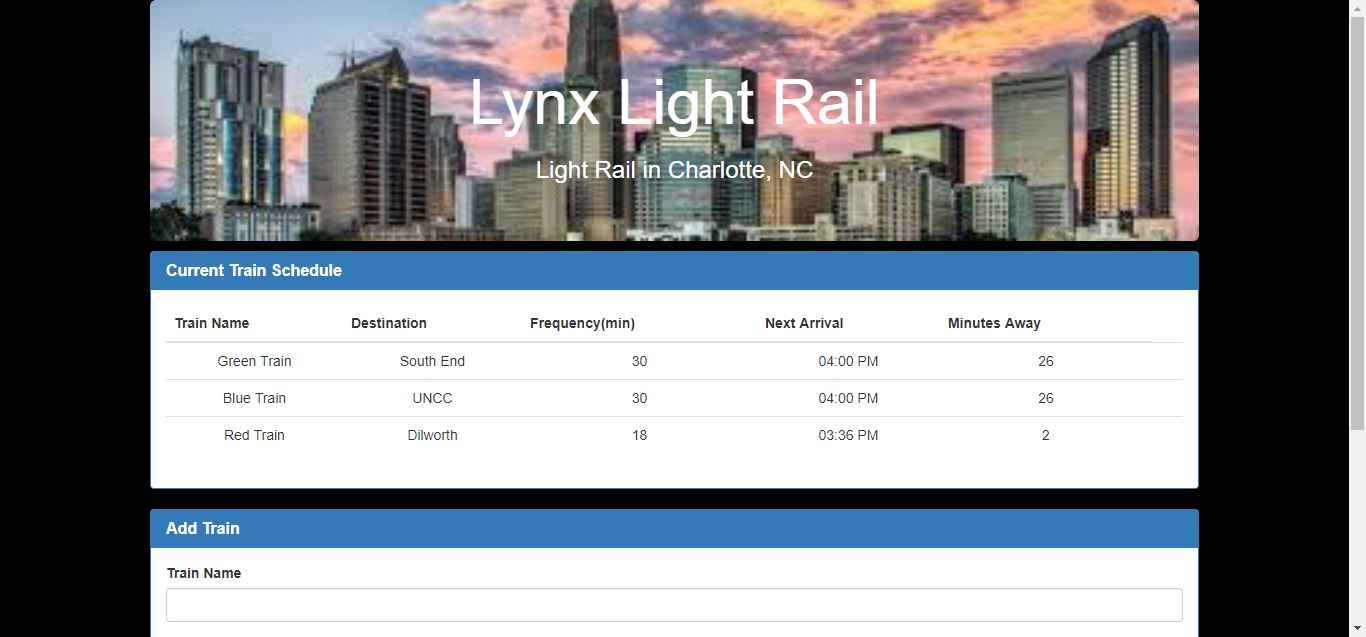 Lynx Light Rail
Light Rail in Charlotte, NC
Current Train Schedule
Train Name Destination Frequency(min) Next Arrival Minutes Away
Green Train South End 30 04:00 PM 26
Blue Train UNCC 30 04:00 PM 26
Red Train Dilworth 18 03:36 PM 2
Add Train
Train Name